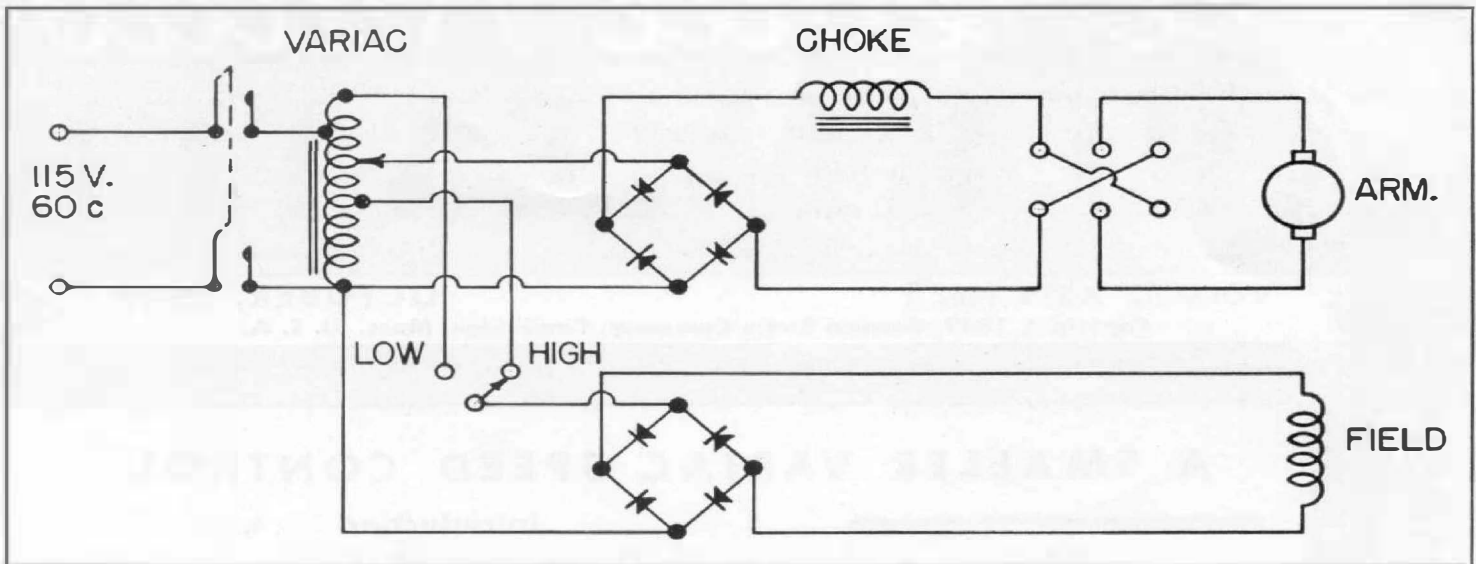 VARIAC
CHOKE
115 V.
60 c
ARM.
LOW
HIGH
FIELD
A SMALLER VARIAC SPEED CONTROL